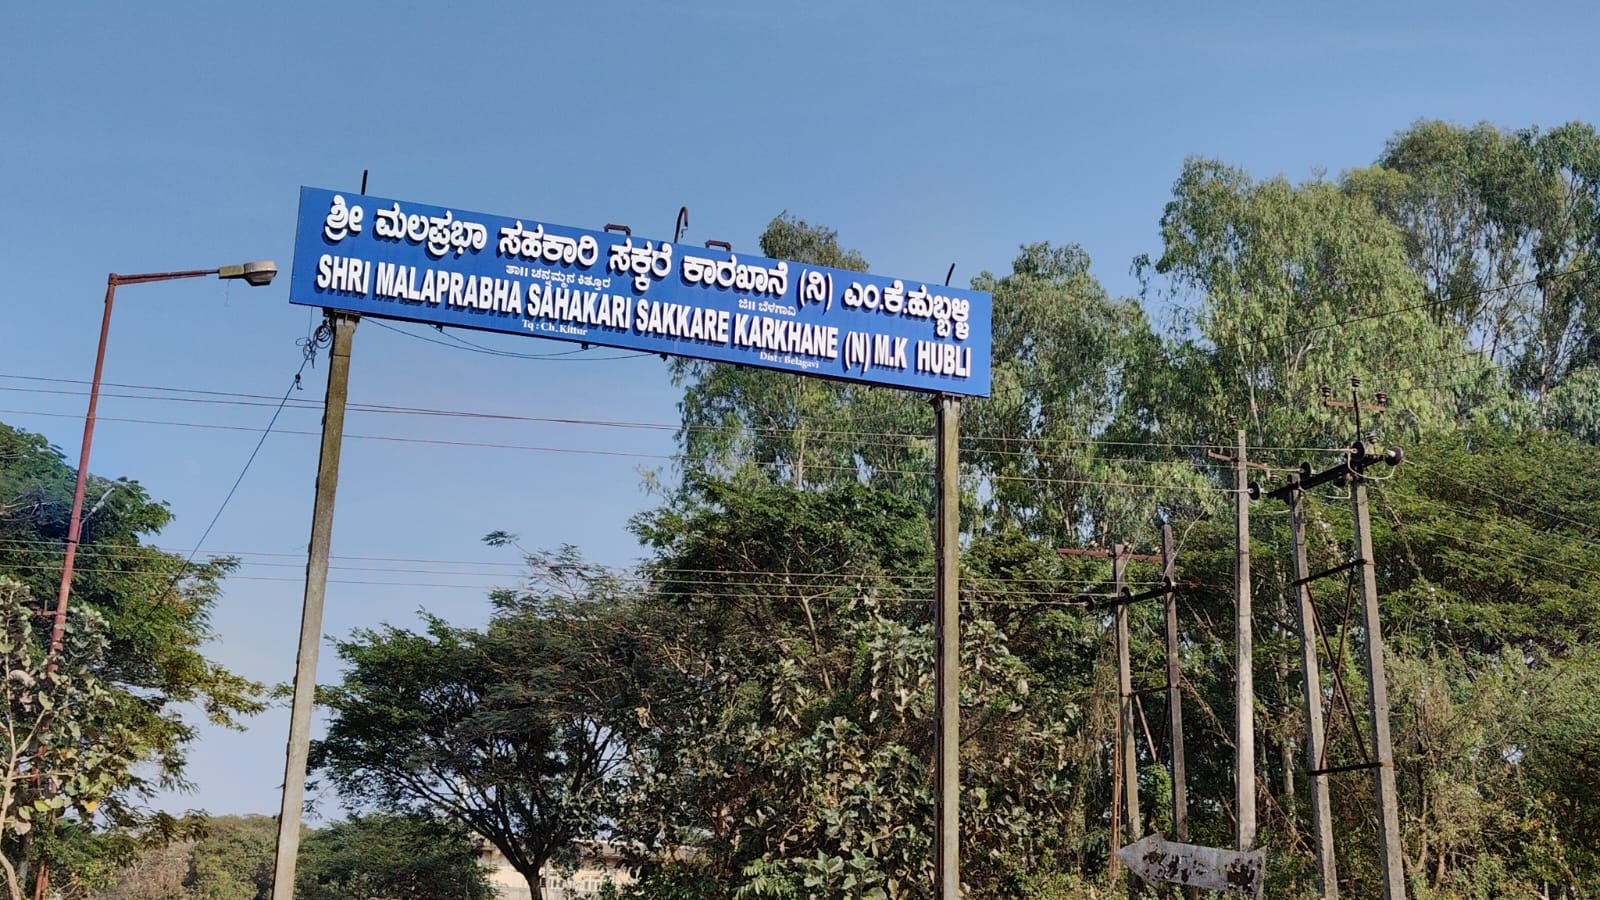 ಶ್ರೀ ಮಲಪ್ರಭಾ ಸಹಕಾರಿ ಸಕ್ಕರೆ ಕಾರಖಾನೆ (ನಿ) ಎಂ.ಕೆ.ಹುಬ್ಬಳ್ಳಿ
ತಾ।। ಚನ್ನಮ್ಮನ ಕಿತ್ತೂರ ಜಿ।। ಬೆಳಗಾವಿ
SHRI MALAPRABHA SAHAKARI SAKKARE KARKHANE (N) M.K HUBLI
Tq : Ch. Kittur Dist : Belagavi